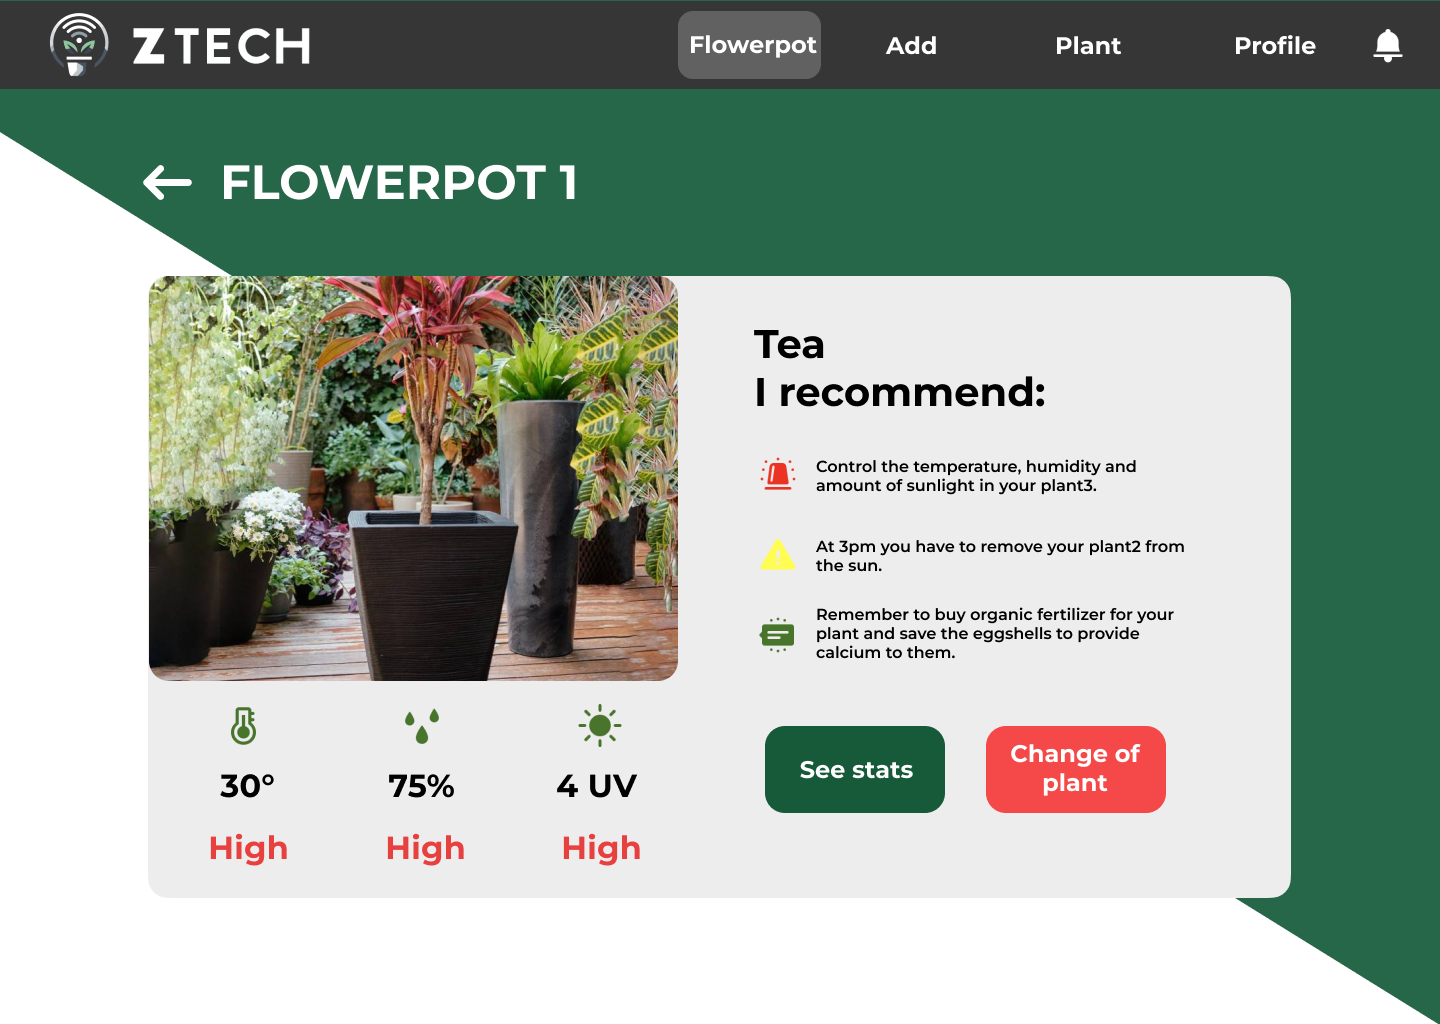 Z TECH
Flowerpot
Add
Plant
Profile
FLOWERPOT 1
Tea
I recommend:
Control the temperature, humidity and
amount of sunlight in your plant3.
At 3pm you have to remove your plant2 from
the sun.
Remember to buy organic fertilizer for your
plant and save the eggshells to provide
calcium to them.
30°
75%
4 UV
High
High
High
See stats
Change of
plant